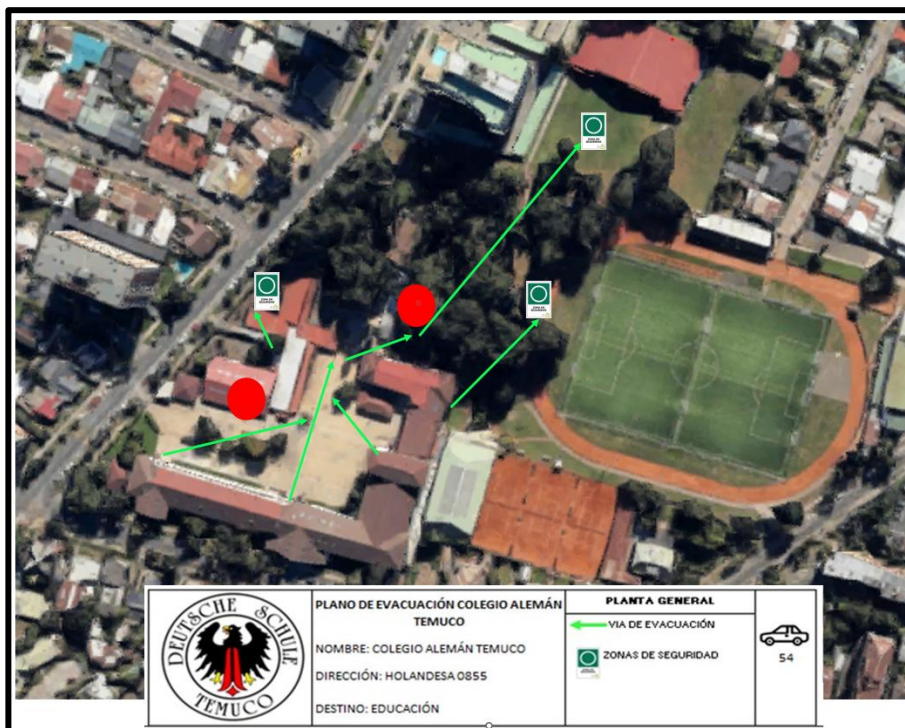 DEUTSCHE SCHULE
TEMUCO
PLANO DE EVACUACIÓN COLEGIO ALEMÁN
TEMUCO
NOMBRE: COLEGIO ALEMÁN TEMUCO
DIRECCIÓN: HOLANDESA 0855
DESTINO: EDUCACIÓN
PLANTA GENERAL
VIA DE EVACUACIÓN
ZONAS DE SEGURIDAD
54